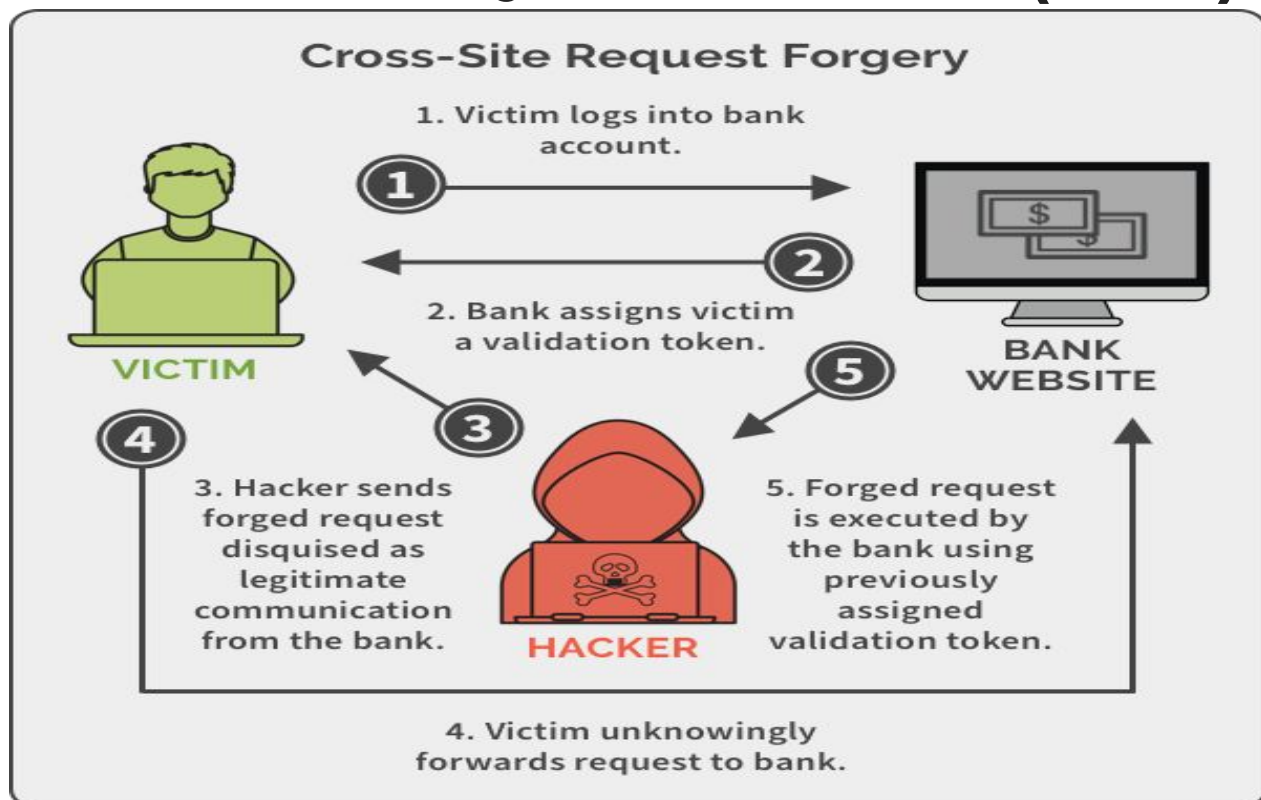 Cross-Site Request Forgery
1. Victim logs into bank
account.
1
2
$
$
2. Bank assigns victim
a validation token.
VICTIM
BANK
WEBSITE
5
3
4
3. Hacker sends
forged request
disquised as
legitimate
communication
from the bank.
HACKER
5. Forged request
is executed by
the bank using
previously
assigned
validation token.
4. Victim unknowingly
forwards request to bank.